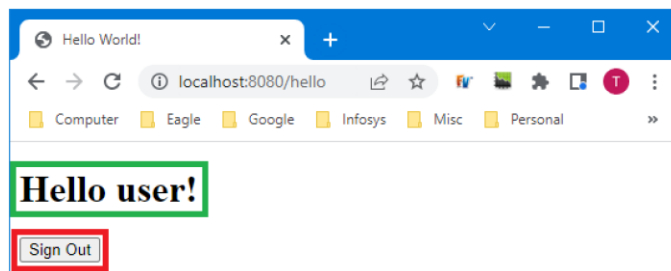 Hello World!
localhost:8080/hello
T
Computer Eagle Google Infosys Misc Personal
Hello user!
Sign Out